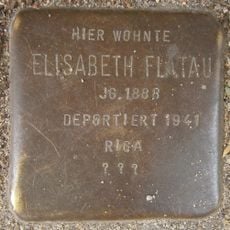 HIER WOHNTE
ELISABETH FLATAU
JG. 1888
DEPORTIERT 1941
RIGA
? ? ?